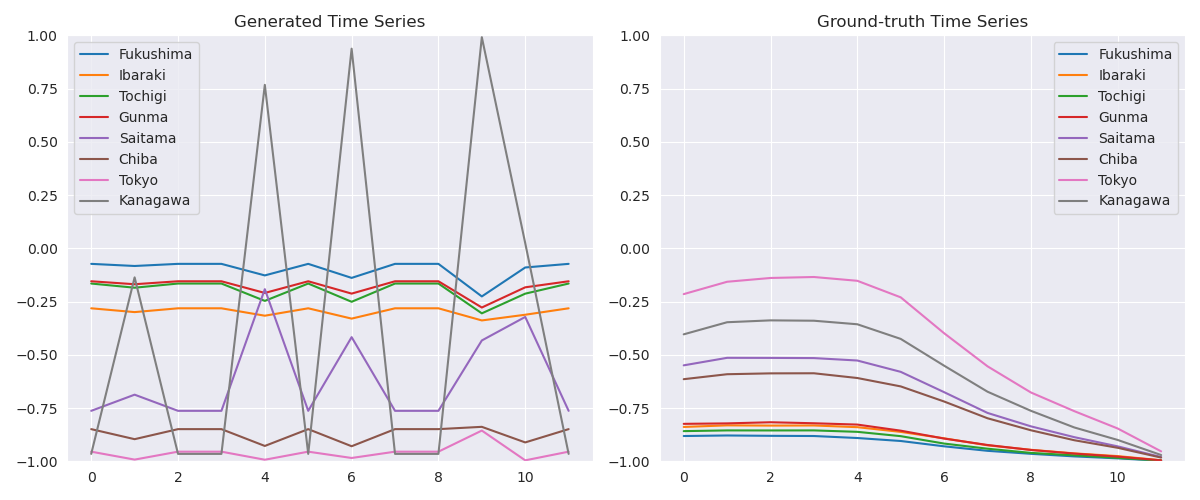 Generated Time Series
1.00
0.75
0.50
0.25
0.00
−0.25
−0.50
−0.75
−1.00
0 2 4 6 8 10
Fukushima
Ibaraki
Tochigi
Gunma
Saitama
Chiba
Tokyo
Kanagawa
Ground-truth Time Series
1.00
0.75
0.50
0.25
0.00
−0.25
−0.50
−0.75
−1.00
0 2 4 6 8 10
Fukushima
Ibaraki
Tochigi
Gunma
Saitama
Chiba
Tokyo
Kanagawa